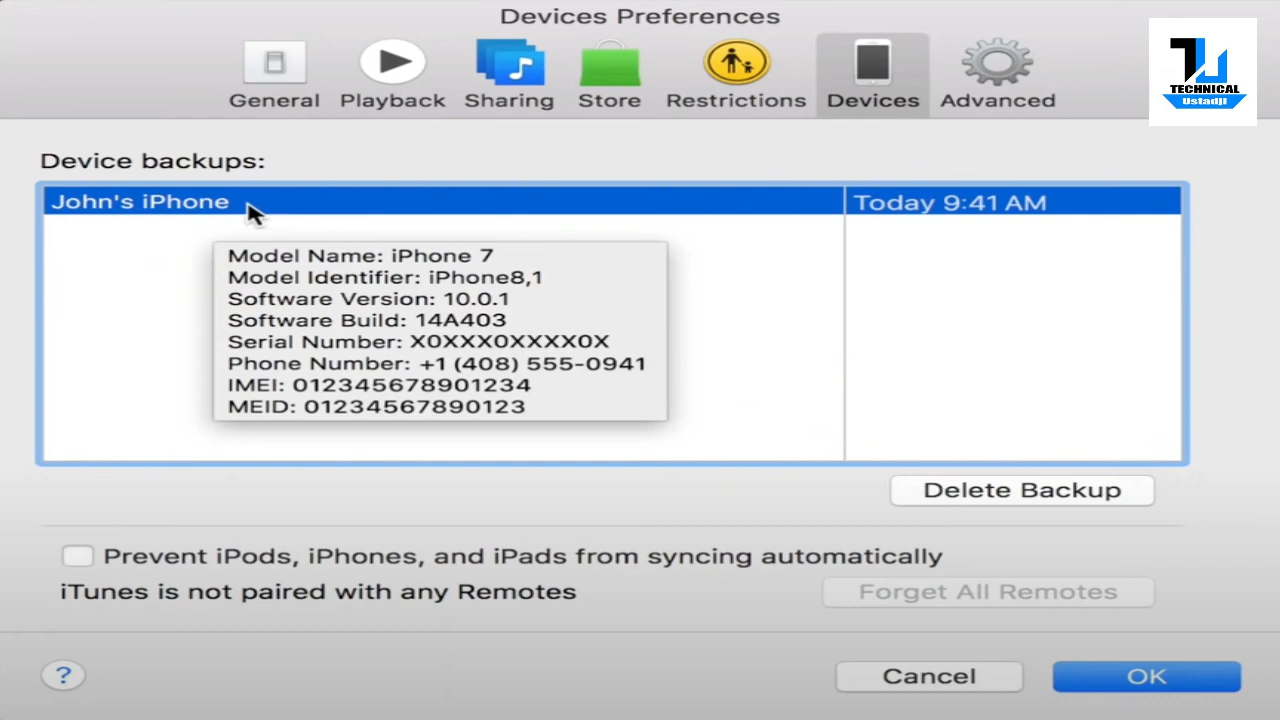 Devices Preferences
General Playback Sharing Store Restrictions Devices Advanced
TECHNICAL
Ustadji
Device backups:
John's iPhone Today 9:41 AM
Model Name: iPhone 7
Model Identifier: iPhone8,1
Software Version: 10.0.1
Software Build: 14A403
Serial Number: X0XXX0XXXX0X
Phone Number: +1 (408) 555-0941
IMEI: 012345678901234
MEID: 01234567890123
Delete Backup
Prevent iPods, iPhones, and iPads from syncing automatically
iTunes is not paired with any Remotes Forget All Remotes
? Cancel OK